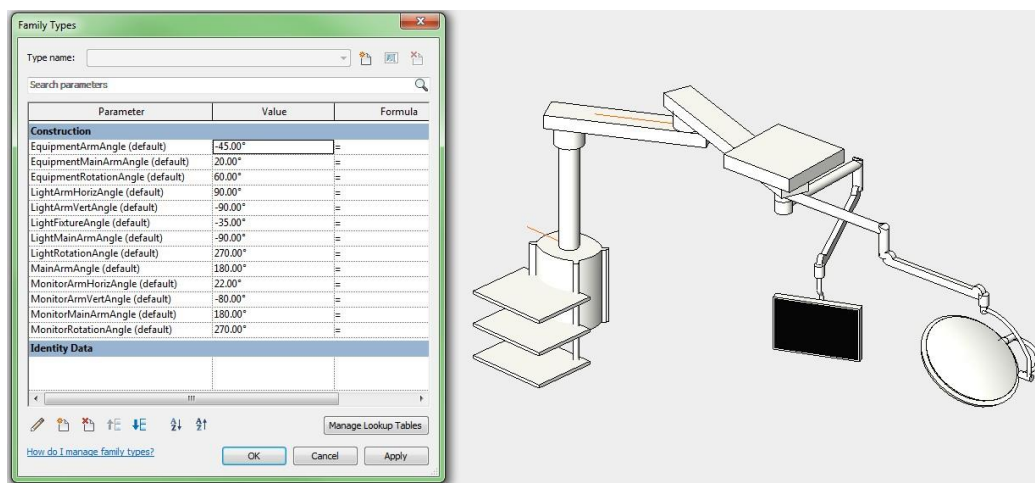 Family Types
Type name:
Search parameters
Parameter Value Formula
Construction
EquipmentArmAngle (default) -45.00° =
EquipmentMainArmAngle (default) 20.00° =
EquipmentRotationAngle (default) 60.00° =
LightArmHorizAngle (default) 90.00° =
LightArmVertAngle (default) -90.00° =
LightFixtureAngle (default) -35.00° =
LightMainArmAngle (default) -90.00° =
LightRotationAngle (default) 270.00° =
MainArmAngle (default) 180.00° =
MonitorArmHorizAngle (default) 22.00° =
MonitorArmVertAngle (default) -80.00° =
MonitorMainArmAngle (default) 180.00° =
MonitorRotationAngle (default) 270.00° =
Identity Data
Manage Lookup Tables
How do I manage family types? OK Cancel Apply